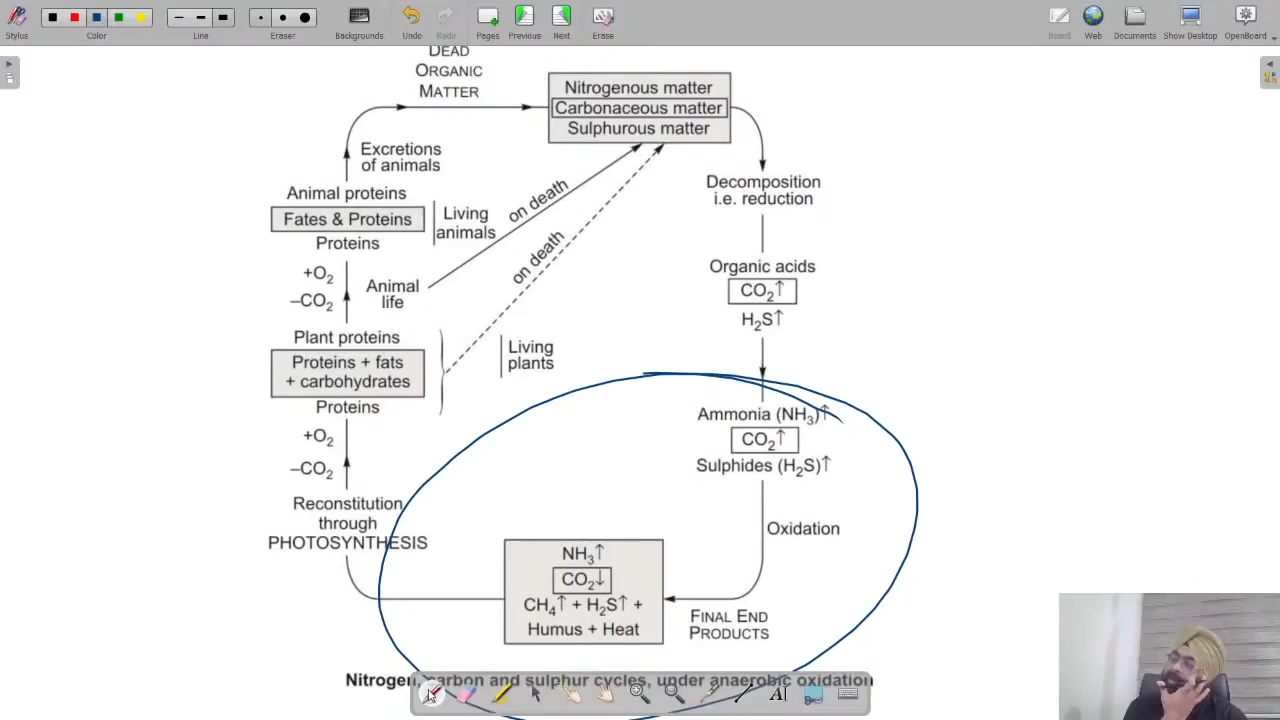 Stylus
Color
Line
Eraser
Backgrounds
Undo
Redo
Pages
Previous
Next
Erase
Board
Web
Documents
Show Desktop
OpenBoard
DEAD
ORGANIC
MATTER
Nitrogenous matter
Carbonaceous matter
Sulphurous matter
Excretions
of animals
Animal proteins
Fates & Proteins
Proteins
Living
animals
on death
on death
Decomposition
i.e. reduction
+O₂
–CO₂
Animal
life
Organic acids
CO₂↑
H₂S↑
Plant proteins
Proteins + fats
+ carbohydrates
Proteins
Living
plants
+O₂
–CO₂
Ammonia (NH₃)↑
CO₂↑
Sulphides (H₂S)↑
Reconstitution
through
PHOTOSYNTHESIS
Oxidation
NH₃↑
CO₂↓
CH₄↑ + H₂S↑ +
Humus + Heat
FINAL END
PRODUCTS
Nitrogen, carbon and sulphur cycles, under anaerobic oxidation